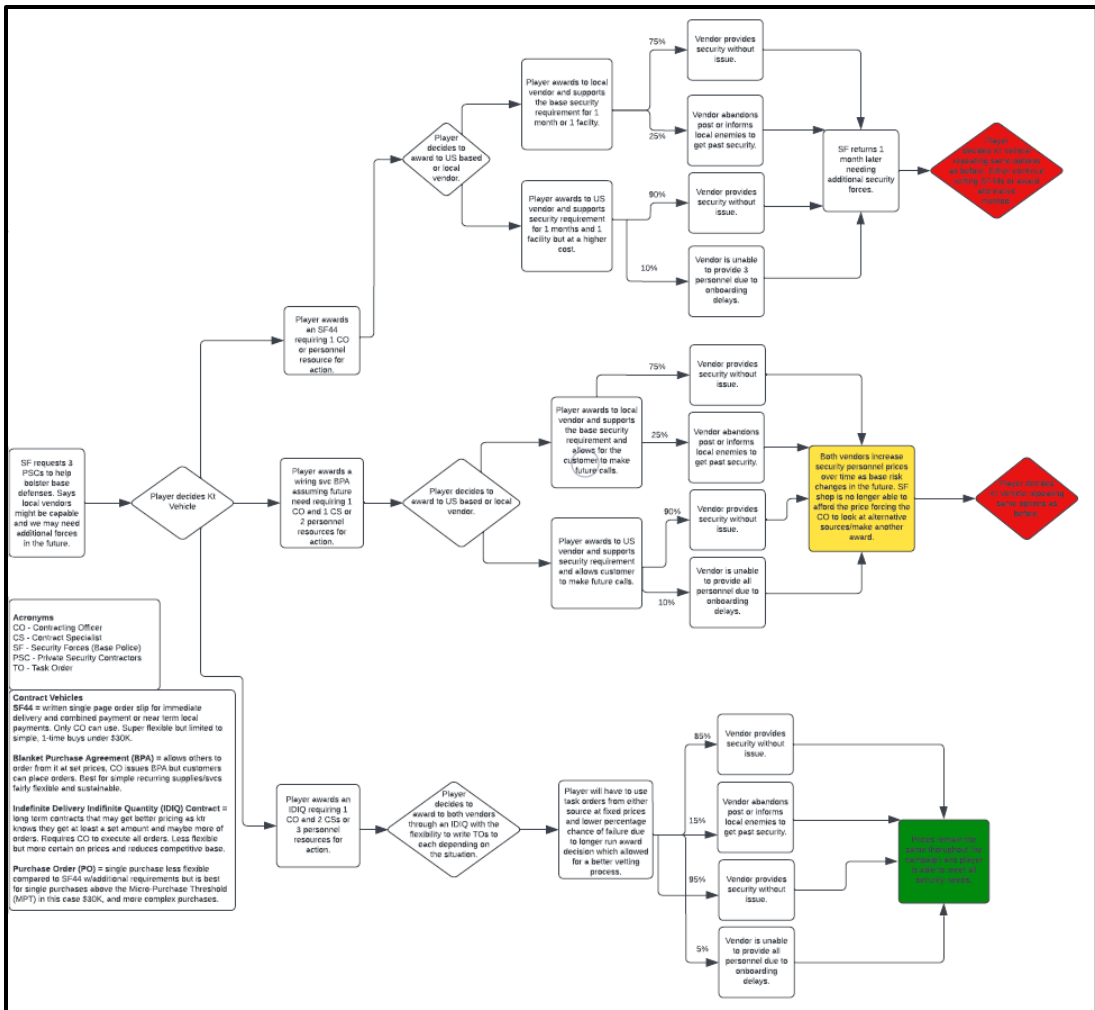 75%
Vendor provides
security without
issue.
Player awards to local
vendor and supports
the base security
requirement for 1
month or 1 facilty.
25%
Vendor abandons
post or informs
local enemies to
get past security.
Player
decides to
award to US based
or local
vendor.
SF returns 1
month later
needing
additional security
forces.
Player
Player awards to US
vendor and supports
security requirement
for 1 months and 1
facility but at a higher
cost.
90%
Vendor provides
security without
issue.
10%
Vendor is unable
to provide 3
personnel due to
onboarding
delays.
Player awards
an SF44
requiring 1 CO
or personnel
resource for
action.
75%
Vendor provides
security without
issue.
Player awards to local
vendor and supports
the base security
requirement and
allows for the
customer to make
future calls.
25%
Vendor abandons
post or informs
local enemies to
get past security.
SF requests 3
PSCs to help
bolster base
defenses. Says
local vendors
might be capable
and we may need
additional forces
in the future.
Player decides Kt
Vehicle
Player awards a
wiring svc BPA
assuming future
need requiring 1
CO and 1 CS or
2 personnel
resources for
action.
Player decides to
award to US based or local
vendor.
Both vendors increase
security personnel prices
over time as base risk
changes in the future. SF
shop is no longer able to
afford the price forcing the
CO to look at alternative
sources/make another
award.
Player decides
Kt Vehicle requiring
same options as
before
90%
Vendor provides
security without
issue.
Player awards to US
vendor and supports
security requirement
and allows customer
to make future calls.
10%
Vendor is unable
to provide all
personnel due to
onboarding
delays.
Acronyms
CO - Contracting Officer
CS - Contract Specialist
SF - Security Forces (Base Police)
PSC - Private Security Contractors
TO - Task Order
Contract Vehicles
SF44 = written single page order slip for immediate
delivery and combined payment or near term local
payments. Only CO can use. Super flexible but limited to
simple, 1-time buys under $30K.
Blanket Purchase Agreement (BPA) = allows others to
order from it at set prices, CO issues BPA but customers
can place orders. Best for simple recurring supplies/svcs
fairly flexible and sustainable.
Indefinite Delivery Indifinite Quantity (IDIQ) Contract =
long term contracts that may get better pricing as ktr
knows they get at least a set amount and maybe more of
orders. Requires CO to execute all orders. Less flexible
but more certain on prices and reduces competitive base.
Purchase Order (PO) = single purchase less flexible
compared to SF44 w/additional requirements but is best
for single purchases above the Micro-Purchase Threshold
(MPT) in this case $30K, and more complex purchases.
85%
Vendor provides
security without
issue.
Player awards an
IDIQ requiring 1
CO and 2 CSs or
3 personnel
resources for
action.
Player
decides to
award to both vendors
through an IDIQ with the
flexibility to write TOs to
each depending on
the situation.
Player will have to use
task orders from either
source at fixed prices
and lower percentage
chance of failure due
to longer run award
decision which allowed
for a better vetting
process.
15%
Vendor abandons
post or informs
local enemies to
get past security.
Prices remain the
same throughout the
campaign and player
is able to meet all
security needs.
95%
Vendor provides
security without
issue.
5%
Vendor is unable
to provide all
personnel due to
onboarding
delays.